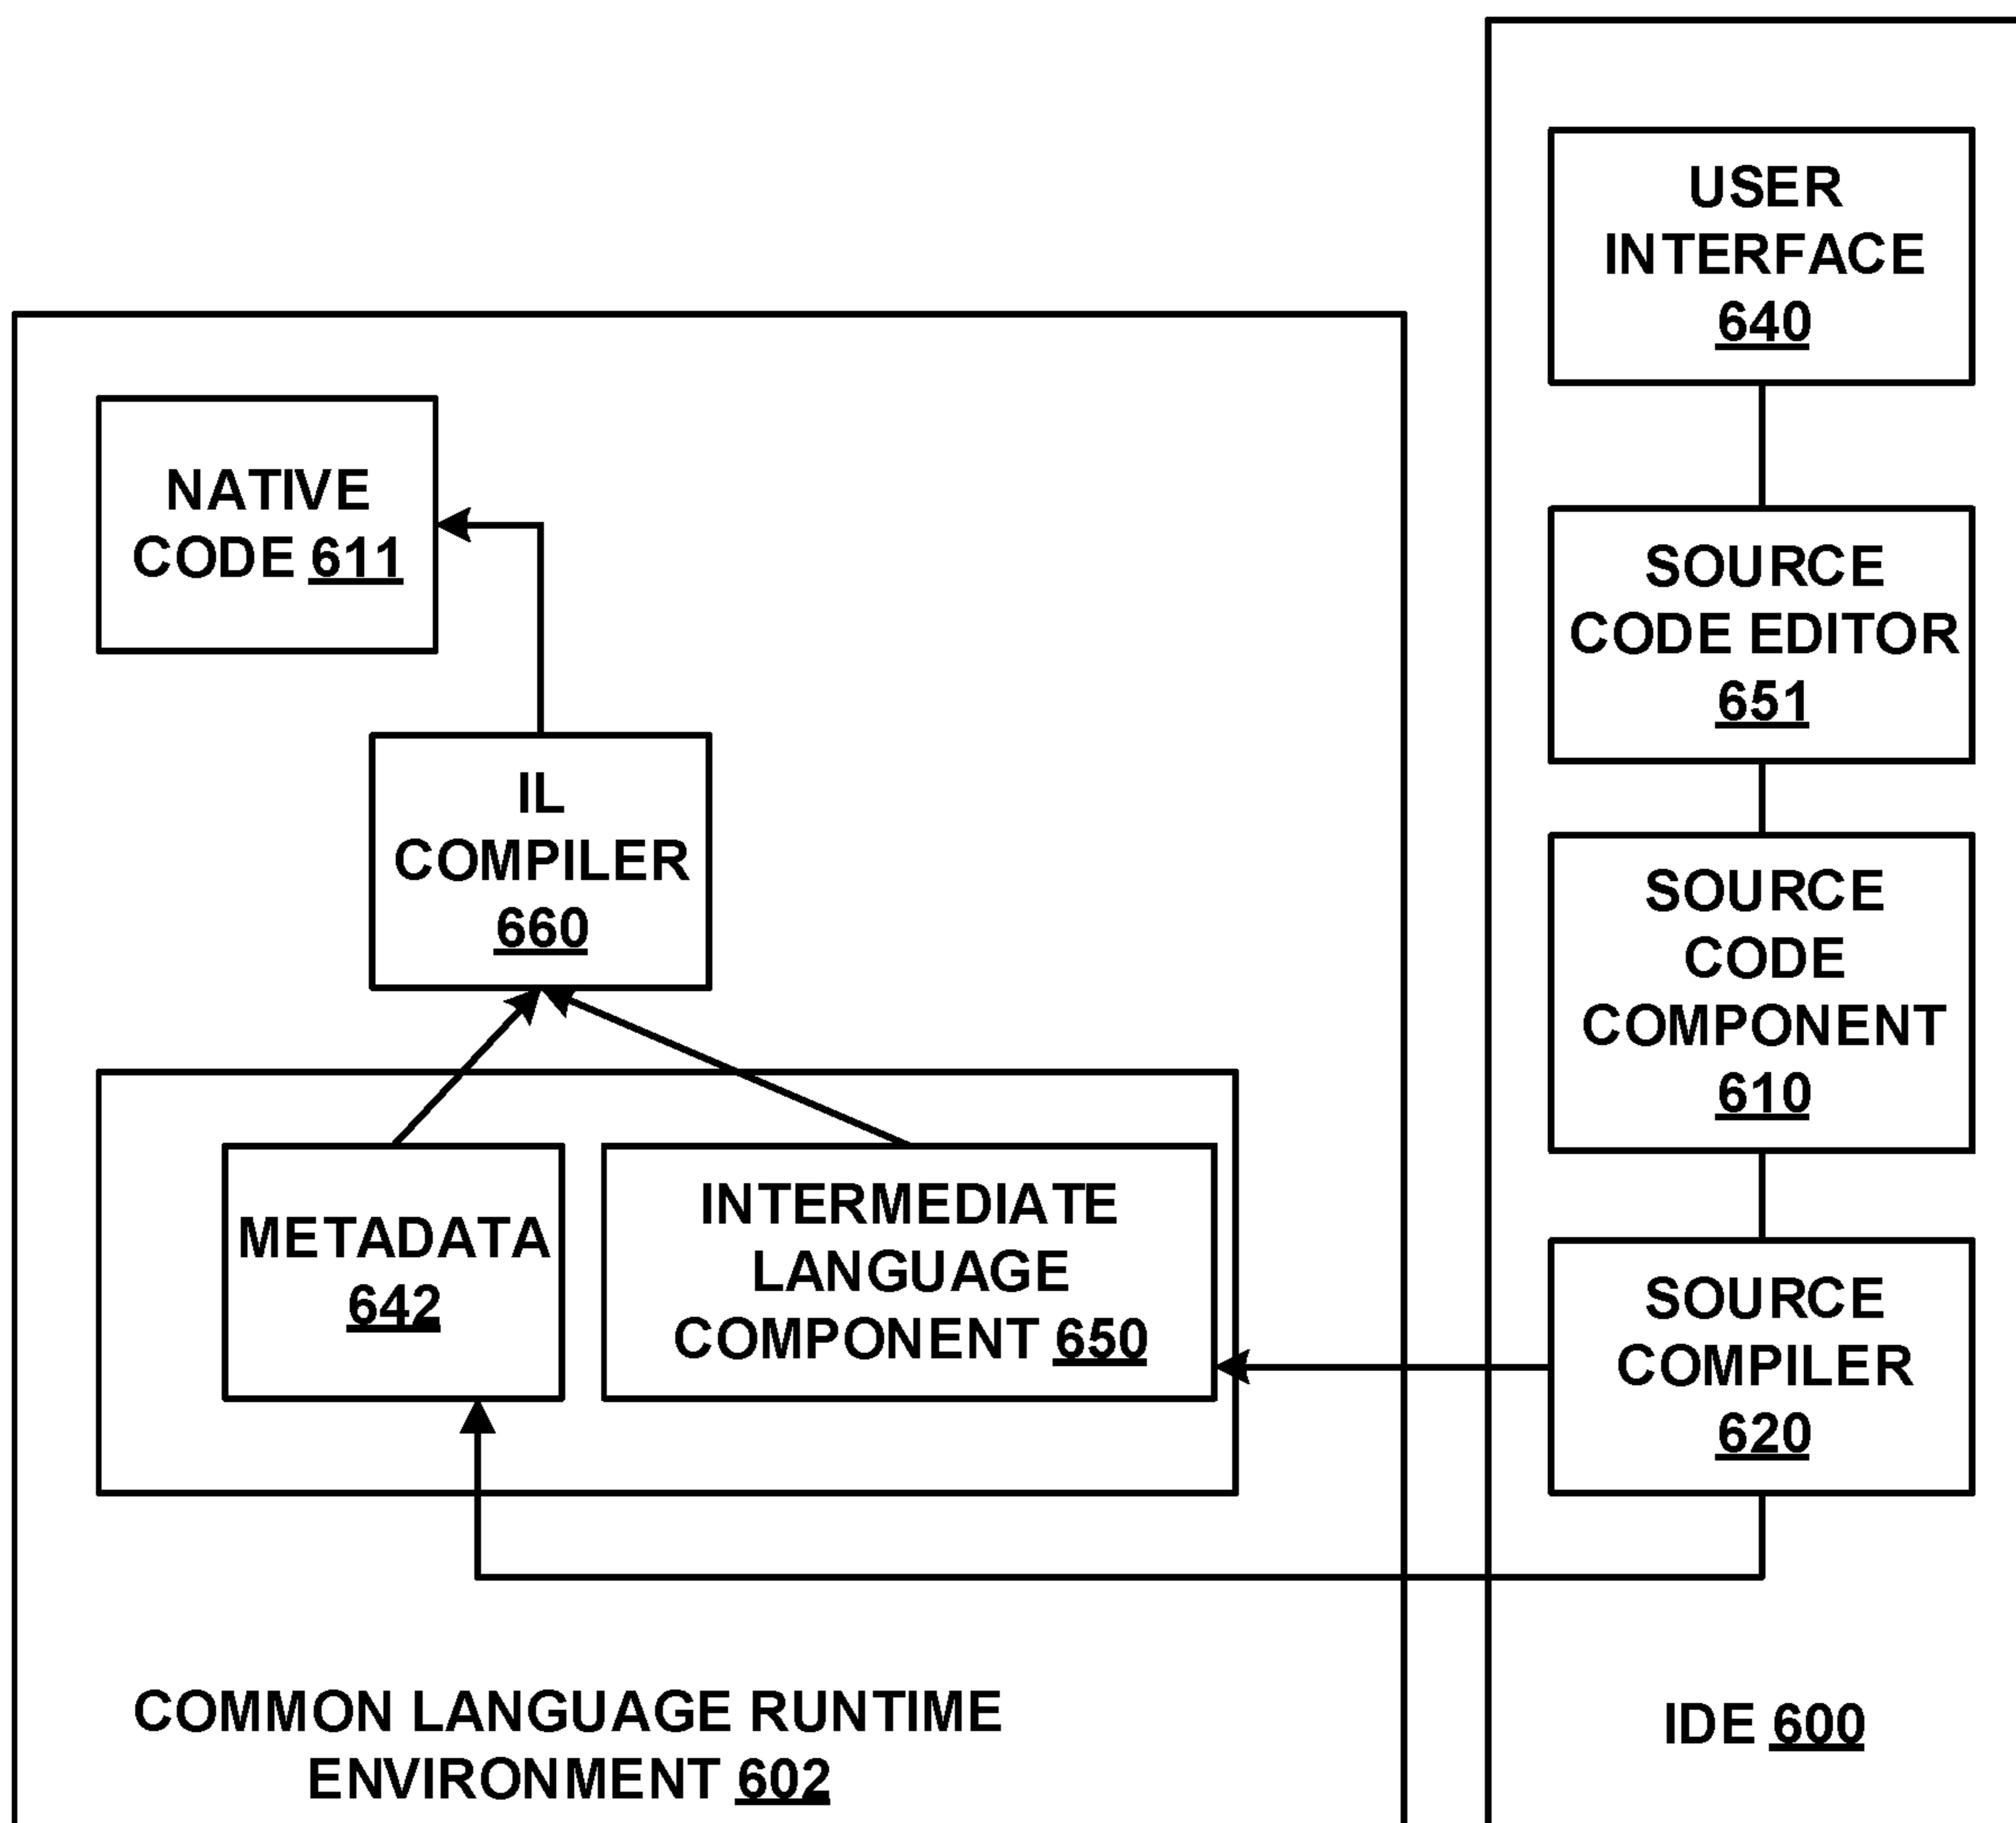 USER
INTERFACE
640
NATIVE
CODE 611
SOURCE
CODE EDITOR
651
IL
COMPILER
660
SOURCE
CODE
COMPONENT
610
METADATA
642
INTERMEDIATE
LANGUAGE
COMPONENT 650
SOURCE
COMPILER
620
COMMON LANGUAGE RUNTIME
ENVIRONMENT 602
IDE 600